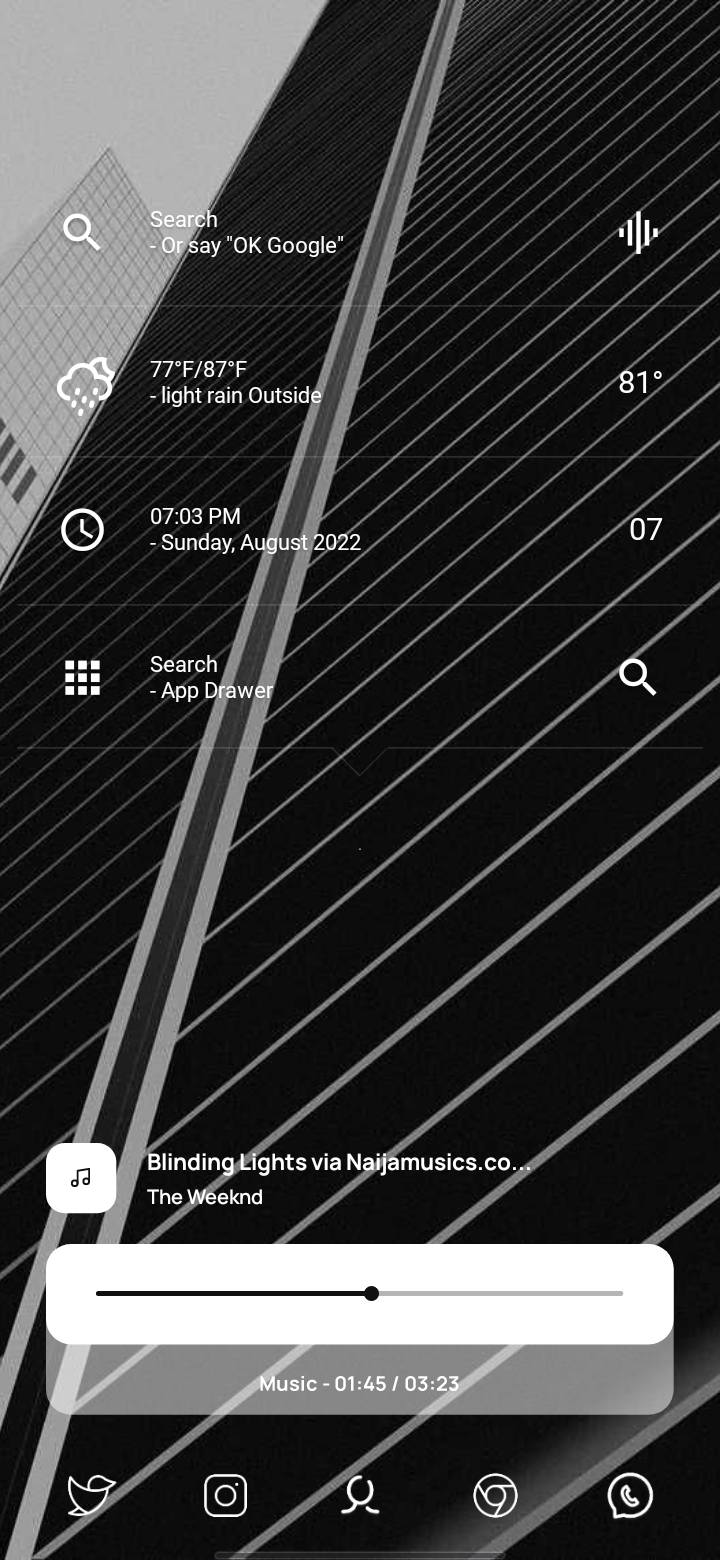 Search
- Or say "OK Google"
77°F/87°F
- light rain Outside
81°
07:03 PM
- Sunday, August 2022
07
Search
- App Drawer
Blinding Lights via Naijamusics.co...
The Weeknd
Music - 01:45 / 03:23